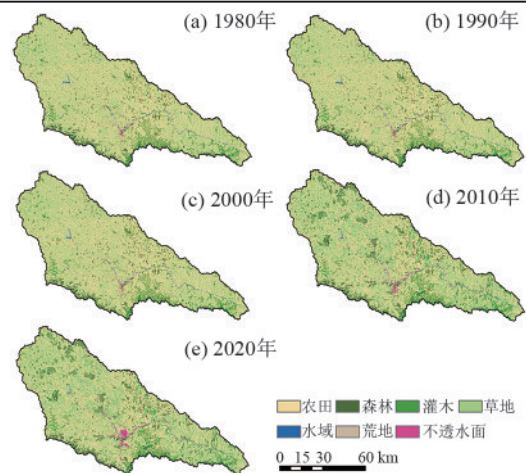 (a) 1980年
(b) 1990年
(c) 2000年
(d) 2010年
(e) 2020年
农田 森林 灌木 草地
水域 荒地 不透水面
0 15 30 60 km